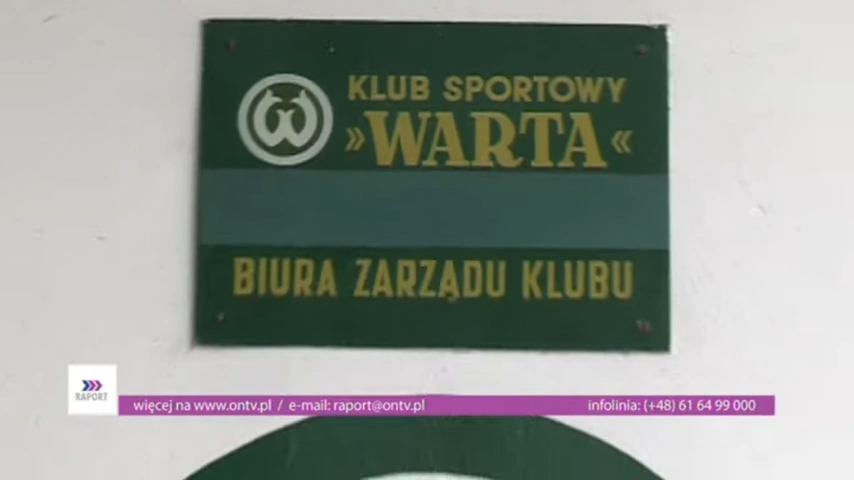 KLUB SPORTOWY
»WARTA«
BIURA ZARZĄDU KLUBU
RAPORT
więcej na www.ontv.pl / e-mail: raport@ontv.pl
infolinia: (+48) 61 64 99 000